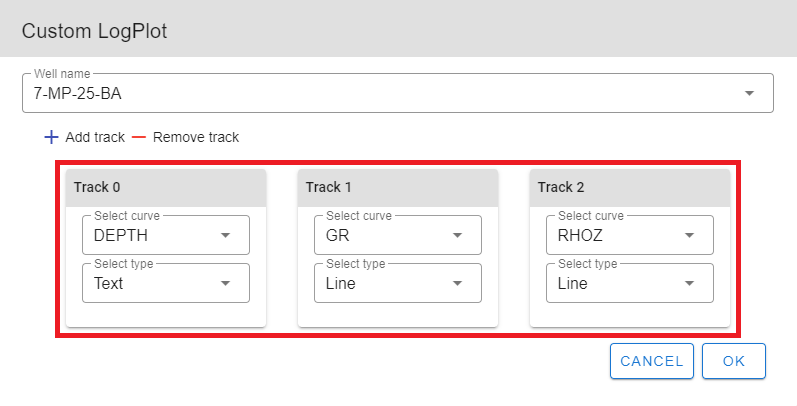 Custom LogPlot
Well name
7-MP-25-BA
Add track Remove track
Track 0 Track 1 Track 2
Select curve Select curve Select curve
DEPTH GR RHOZ
Select type Select type Select type
Text Line Line
CANCEL OK